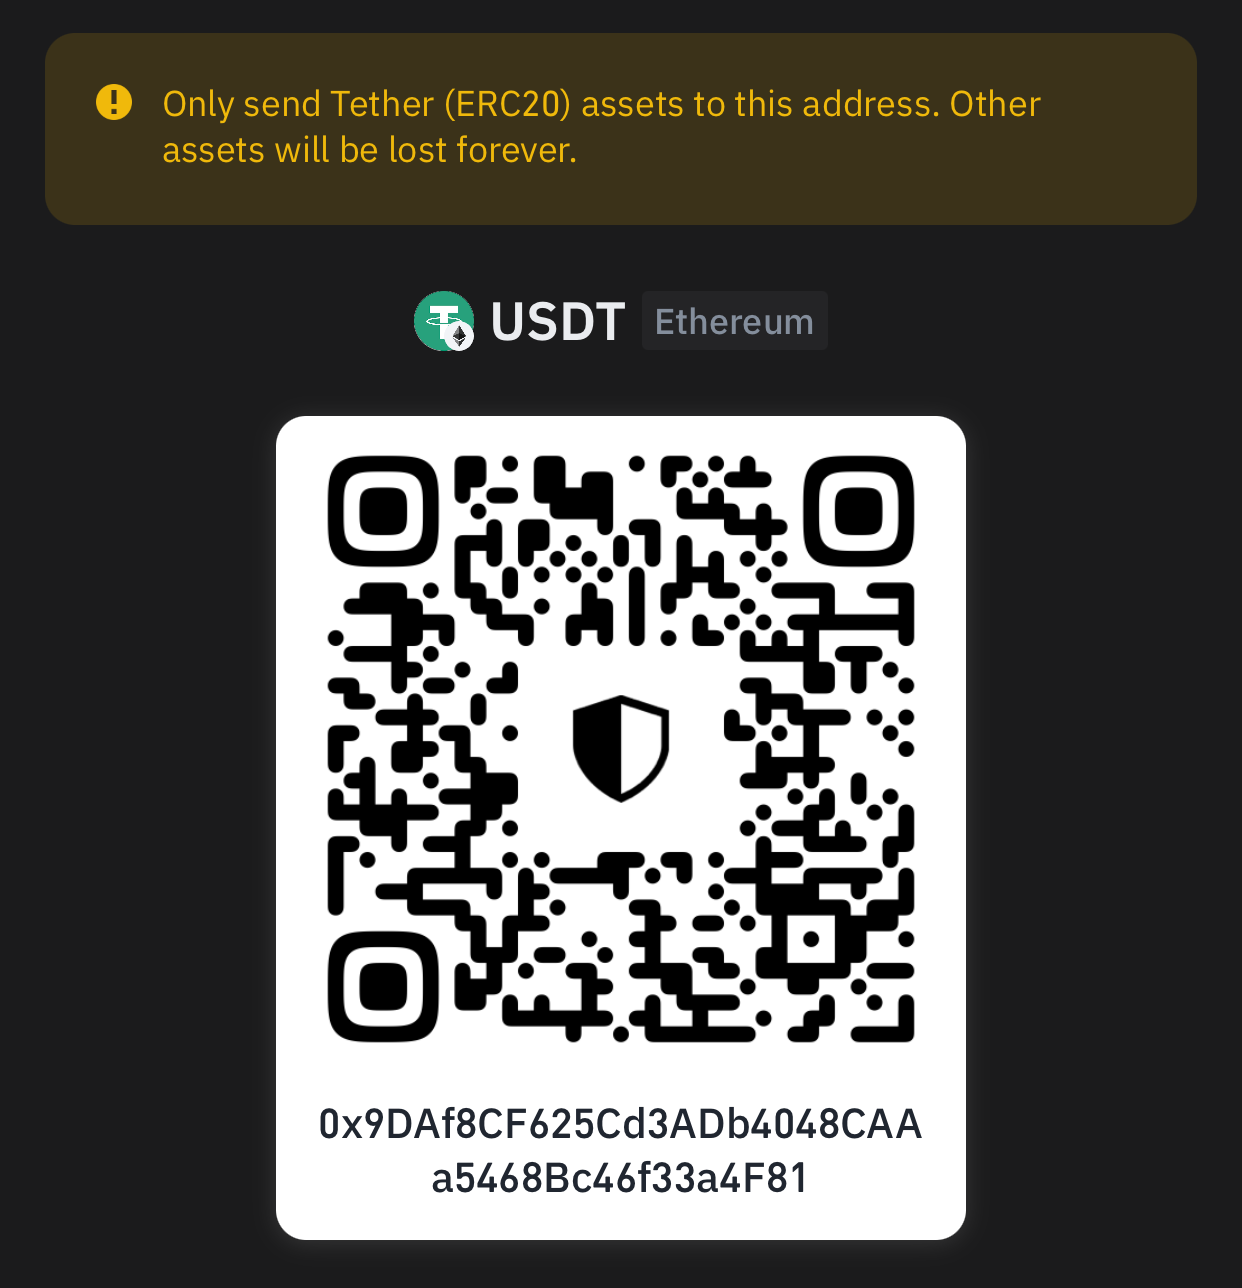 Only send Tether (ERC20) assets to this address. Other
assets will be lost forever.
USDT Ethereum
0x9DAf8CF625Cd3ADb4048CAA
a5468Bc46f33a4F81